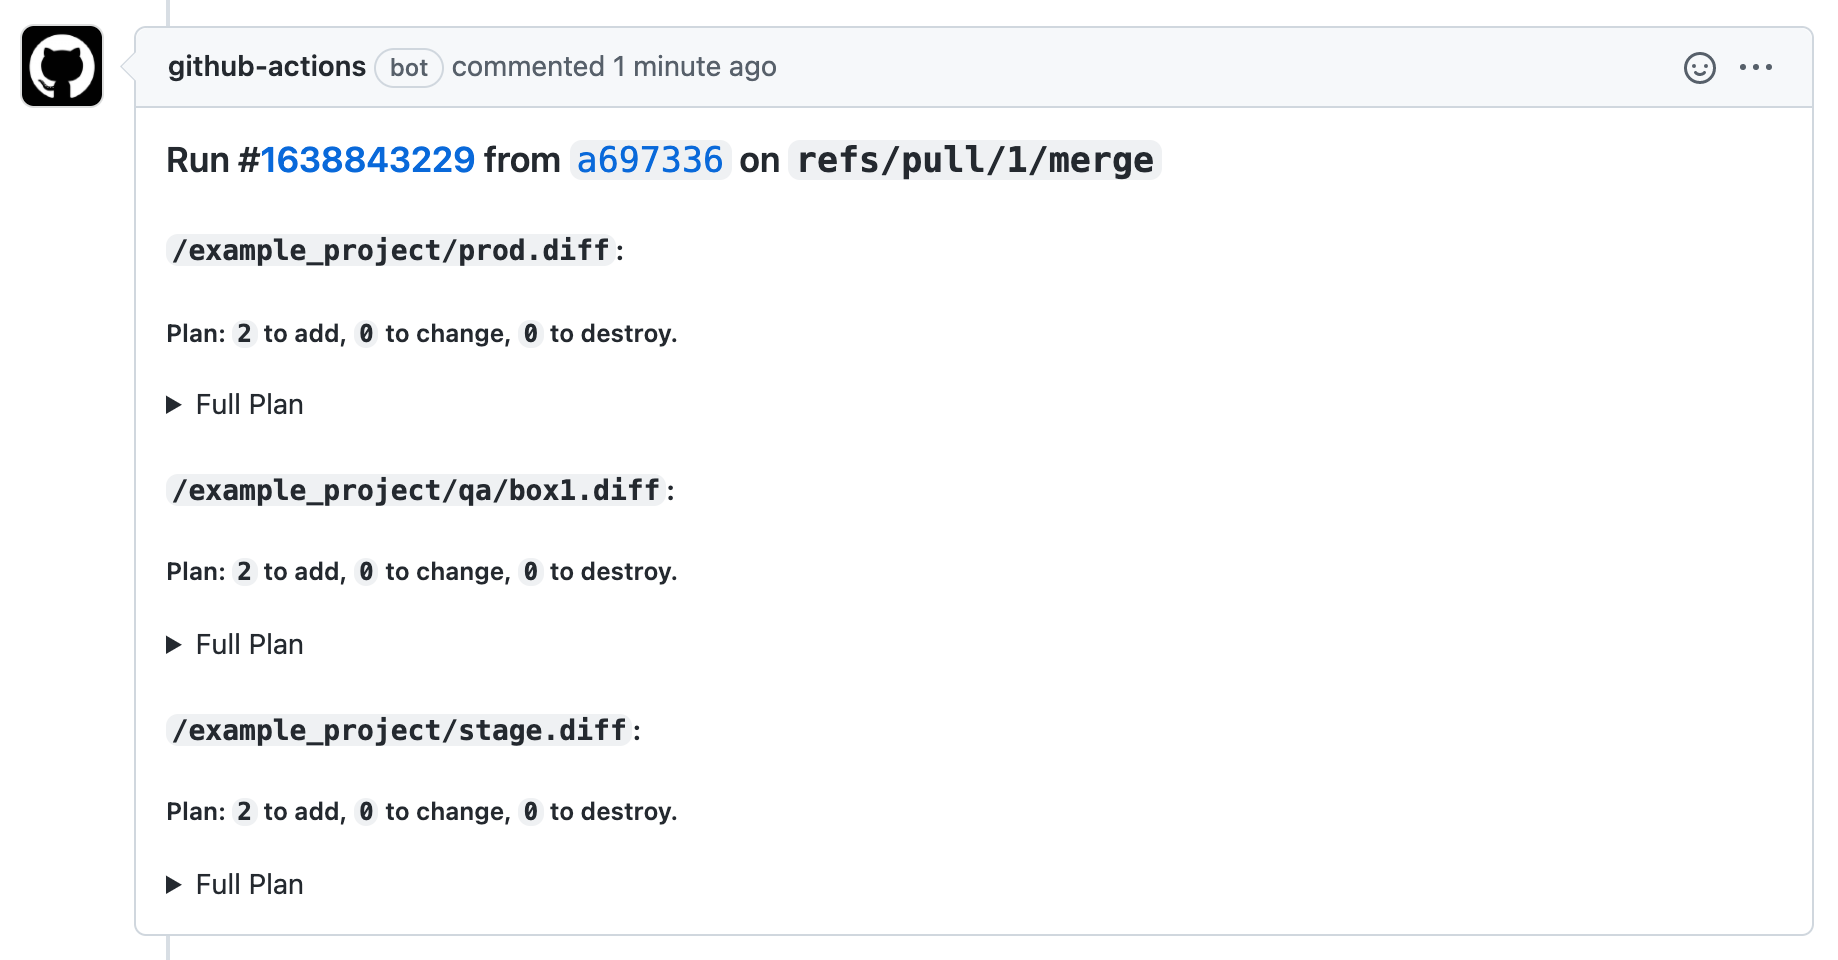 github-actions bot commented 1 minute ago
Run #1638843229 from a697336 on refs/pull/1/merge
/example_project/prod.diff:
Plan: 2 to add, 0 to change, 0 to destroy.
Full Plan
/example_project/qa/box1.diff:
Plan: 2 to add, 0 to change, 0 to destroy.
Full Plan
/example_project/stage.diff:
Plan: 2 to add, 0 to change, 0 to destroy.
Full Plan